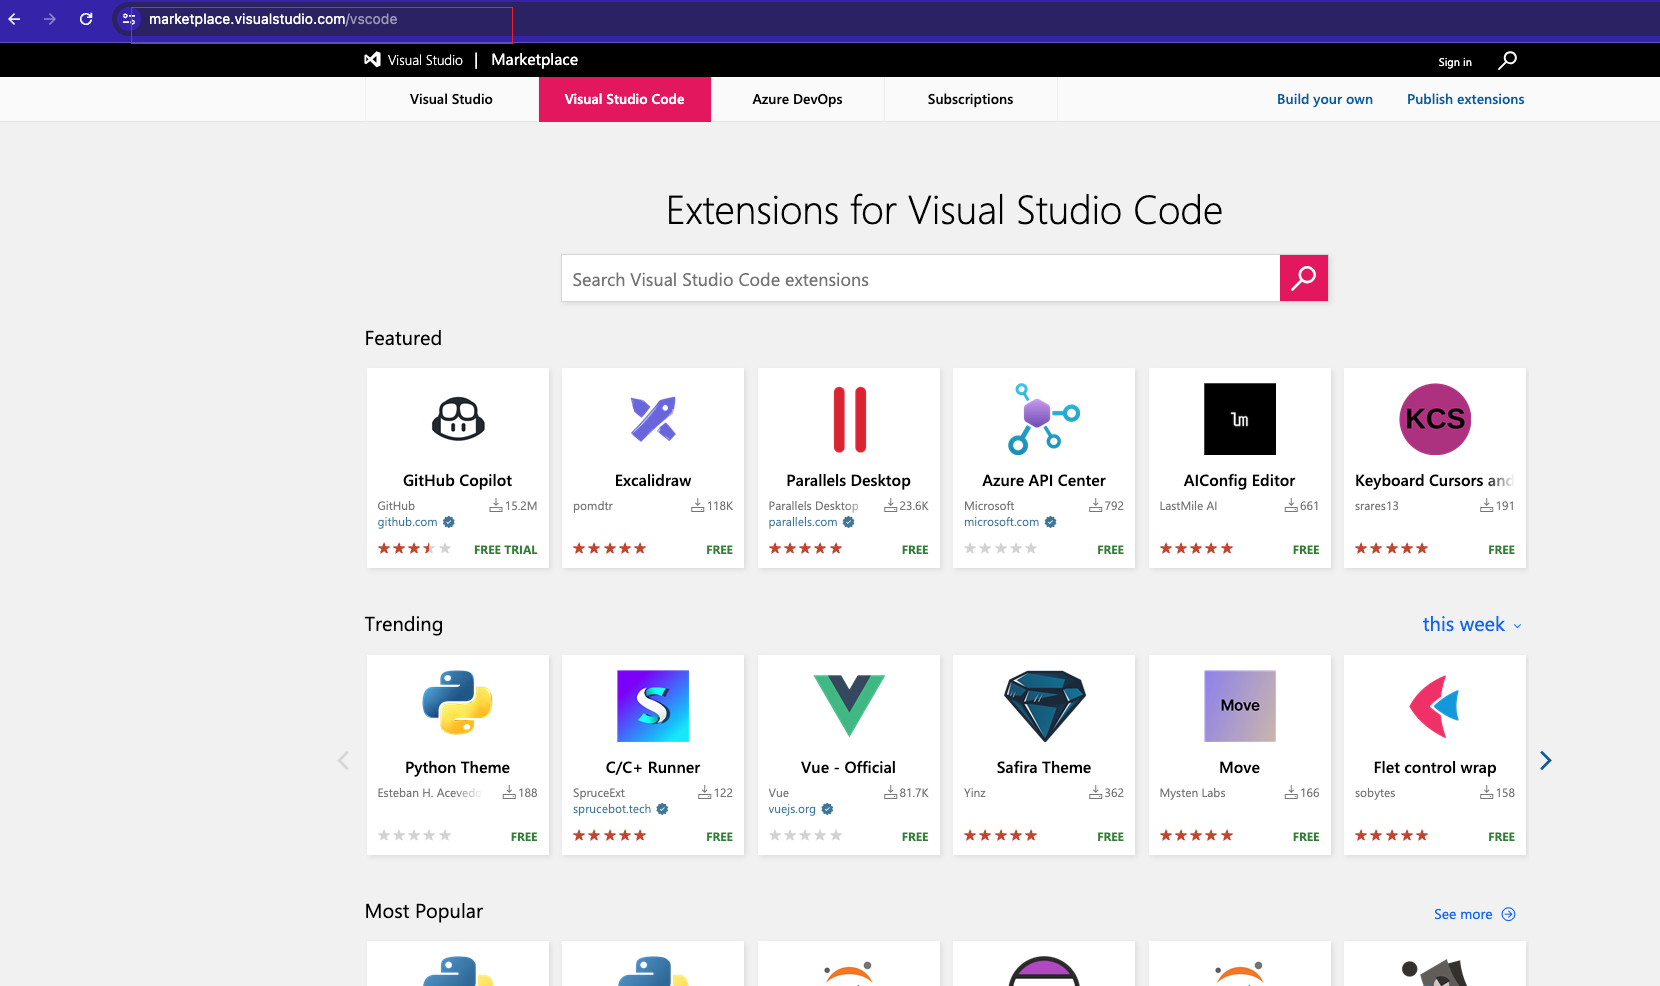 marketplace.visualstudio.com/vscode
Visual Studio | Marketplace
Sign in
Visual Studio
Visual Studio Code
Azure DevOps
Subscriptions
Build your own
Publish extensions
Extensions for Visual Studio Code
Search Visual Studio Code extensions
Featured
GitHub Copilot
GitHub 15.2M
github.com
FREE TRIAL
Excalidraw
pomdtr 118K
FREE
Parallels Desktop
Parallels Desktop 23.6K
parallels.com
FREE
Azure API Center
Microsoft 792
microsoft.com
FREE
lm
AIConfig Editor
LastMile AI 661
FREE
KCS
Keyboard Cursors and
srares13 191
FREE
Trending
this week
Python Theme
Esteban H. Acevedo 188
FREE
S
C/C+ Runner
SpruceExt 122
sprucebot.tech
FREE
Vue - Official
Vue 81.7K
vuejs.org
FREE
Safira Theme
Yinz 362
FREE
Move
Move
Mysten Labs 166
FREE
Flet control wrap
sobytes 158
FREE
Most Popular
See more